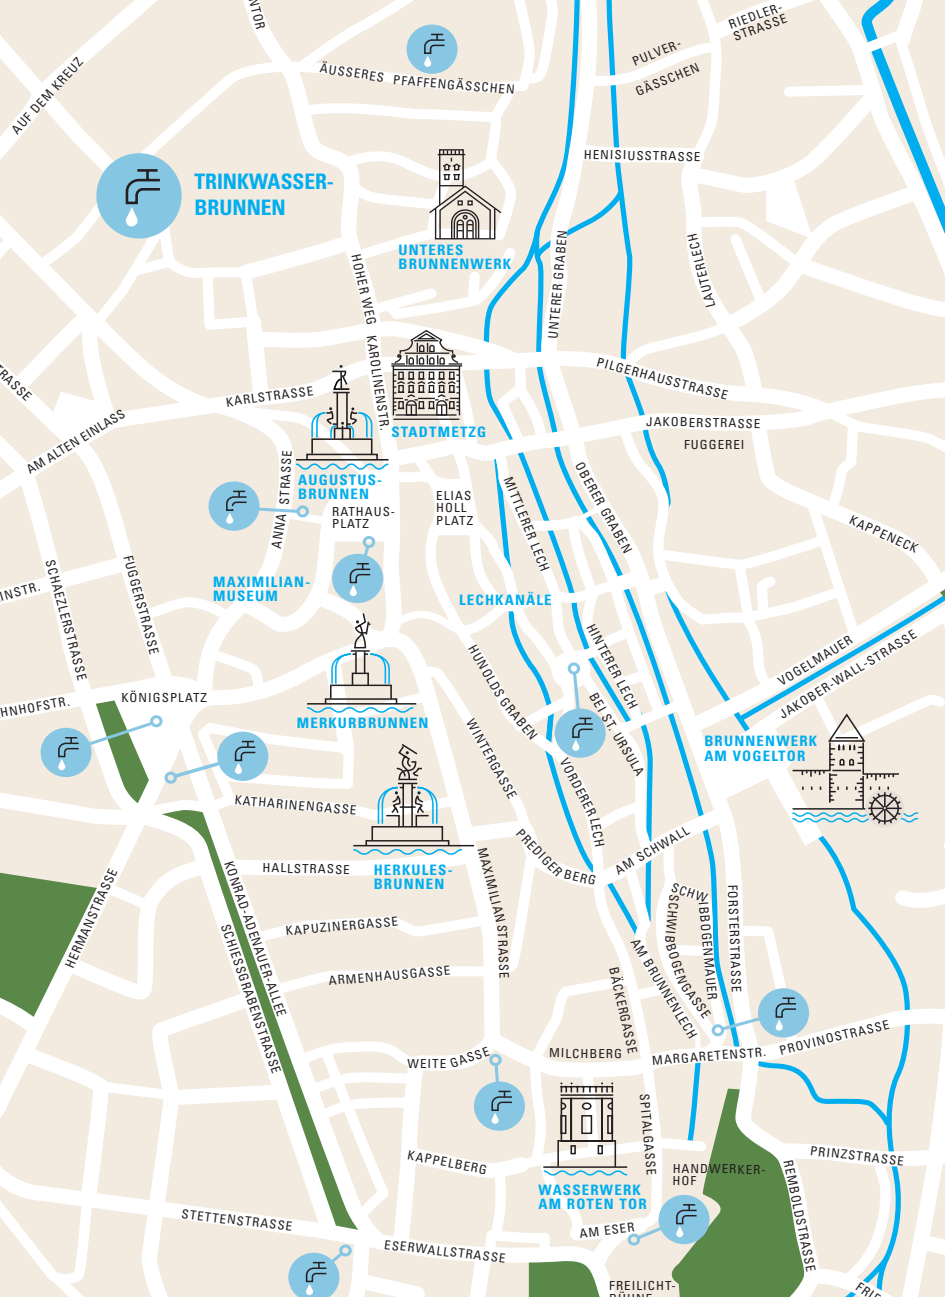 RIEDLER-
STRASSE
PULVER-
GÄSSCHEN
ÄUSSERES PFAFFENGÄSSCHEN
AUF DEM KREUZ
HENISIUSSTRASSE
TRINKWASSER-
BRUNNEN
UNTERES
BRUNNENWERK
UNTERER GRABEN
LAUTERLECH
HOHER WEG
KAROLINENSTR.
PILGERHAUSSTRASSE
KARLSTRASSE
AM ALTEN EINLASS
STADTMETZG
JAKOBERSTRASSE
FUGGEREI
AUGUSTUS-
BRUNNEN
ANNA STRASSE
RATHAUS-
PLATZ
ELIAS
HOLL
PLATZ
MITTLERER LECH
OBERER GRABEN
KAPPENECK
SCHAEZLERSTRASSE
FUGGERSTRASSE
MAXIMILIAN-
MUSEUM
LECHKANÄLE
HINTERER LECH
VOGELMAUER
JAKOBER-WALL-STRASSE
HUNOLDS GRABEN
KÖNIGSPLATZ
MERKURBRUNNEN
BEI ST. URSULA
WINTERGASSE
BRUNNENWERK
AM VOGELTOR
VORDERER LECH
KATHARINENGASSE
PREDIGERBERG
AM SCHWALL
HALLSTRASSE
HERKULES-
BRUNNEN
MAXIMILIANSTRASSE
HERMANSTRASSE
KONRAD-ADENAUER-ALLEE
SCHIESSGRABENSTRASSE
KAPUZINERGASSE
ARMENHAUSGASSE
SCHWIBBOGENMAUER
SCHWIBBOGENGASSE
FORSTERSTRASSE
AM BRUNNENLECH
BÄCKERGASSE
WEITE GASSE
MILCHBERG
MARGARETENSTR.
PROVINOSTRASSE
SPITALGASSE
KAPPELBERG
HANDWERKER-
HOF
PRINZSTRASSE
REMBOLDSTRASSE
WASSERWERK
AM ROTEN TOR
STETTENSTRASSE
AM ESER
ESERWALLSTRASSE
FREILICHT-